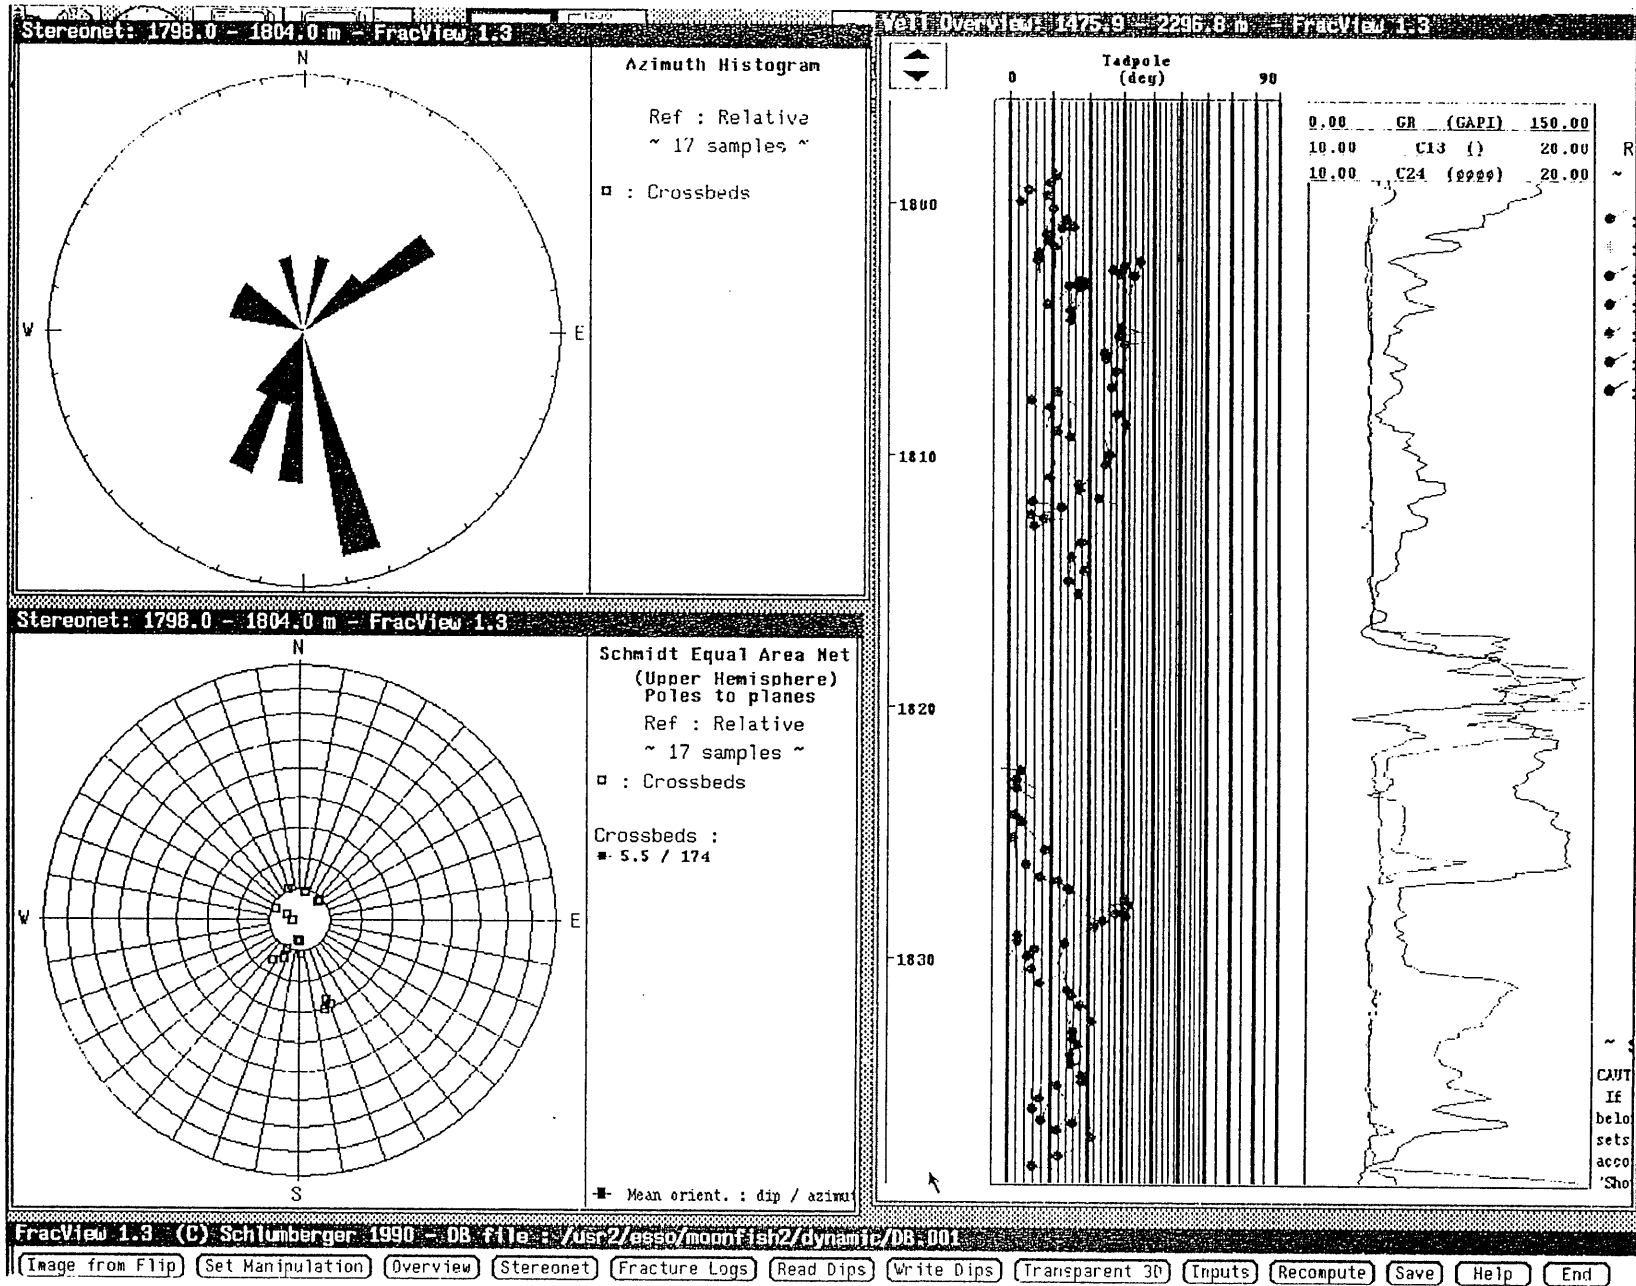 Stereonet: 1798.0 - 1804.0 m - FracView 1.3
N
W
E
Azimuth Histogram
Ref : Relative
~ 17 samples ~
: Crossbeds
Stereonet: 1798.0 - 1804.0 m - FracView 1.3
N
W
E
S
Schmidt Equal Area Net
(Upper Hemisphere)
Poles to planes
Ref : Relative
~ 17 samples ~
: Crossbeds
Crossbeds :
5.5 / 174
Mean orient. : dip / azimut
Well Overview: 1475.9 - 2296.8 m - FracView 1.3
Tadpole
0 (deg) 90
0.00 GR (GAPI) 150.00
10.00 C13 () 20.00
10.00 C24 (øøøø) 20.00
R
~
1800
1810
1820
1830
~ S
CAUT
If
belo
sets
acco
'Sho
FracView 1.3 (C) Schlumberger 1990 - DB file : /usr2/esso/moonfish2/dynamic/DB.001
Image from Flip
Set Manipulation
Overview
Stereonet
Fracture Logs
Read Dips
Write Dips
Transparent 3D
Inputs
Recompute
Save
Help
End